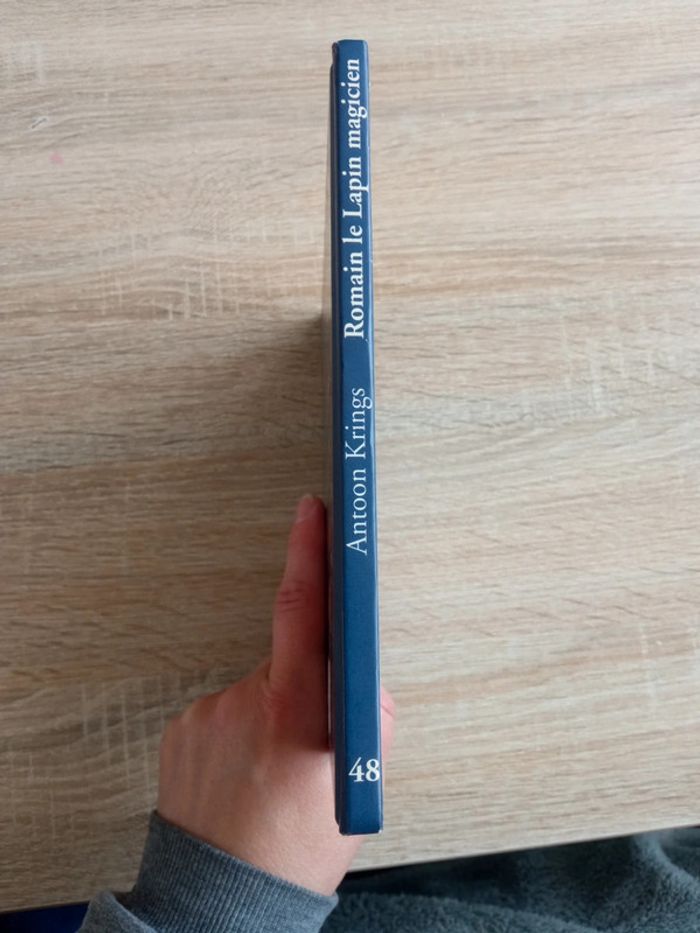 Antoon Krings
Romain le Lapin magicien
48